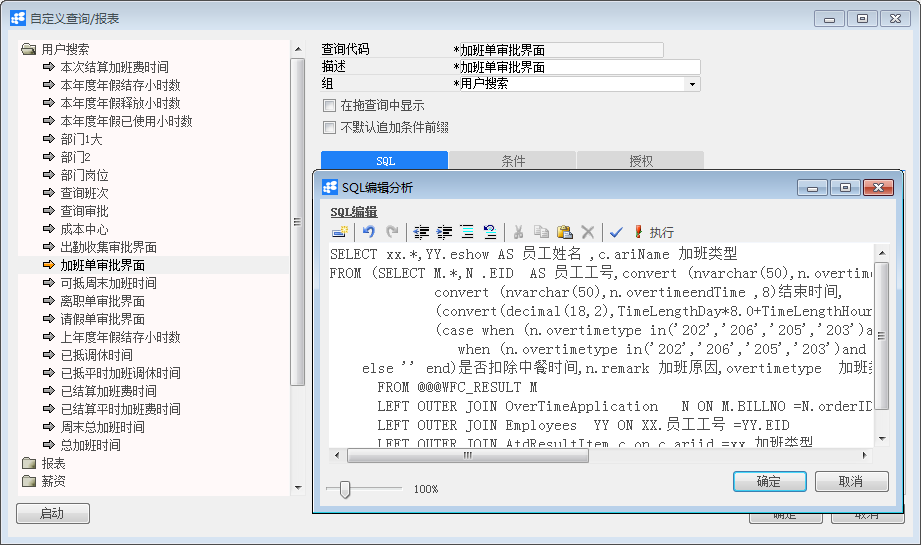 自定义查询/报表
用户搜索
本次结算加班费时间
本年度年假结存小时数
本年度年假释放小时数
本年度年假已使用小时数
部门1大
部门2
部门岗位
查询班次
查询审批
成本中心
出勤收集审批界面
加班单审批界面
可抵周末加班时间
离职单审批界面
请假单审批界面
上年度年假结存小时数
已抵调休时间
已抵平时加班调休时间
已结算加班费时间
已结算平时加班费时间
周末总加班时间
总加班时间
报表
薪资
启动
查询代码 *加班单审批界面
描述 *加班单审批界面
组 *用户搜索
在拖查询中显示
不默认追加条件前缀
SQL 条件 授权
SQL编辑分析
SQL编辑
执行
SELECT xx.*,YY.eshow AS 员工姓名 ,c.ariName 加班类型
FROM (SELECT M.*,N .EID AS 员工工号,convert (nvarchar(50),n.overtime
convert (nvarchar(50),n.overtimeendTime ,8)结束时间,
(convert(decimal(18,2),TimeLengthDay*8.0+TimeLengthHour
(case when (n.overtimetype in('202','206','205','203')a
when (n.overtimetype in('202','206','205','203')and
else '' end)是否扣除中餐时间,n.remark 加班原因,overtimetype 加班
FROM @@@WFC_RESULT M
LEFT OUTER JOIN OverTimeApplication N ON M.BILLNO =N.orderID
LEFT OUTER JOIN Employees YY ON XX.员工工号 =YY.EID
LEFT OUTER JOIN AtdResultItem c on c.ariid =xx.加班类型
100%
确定 取消
确定 取消